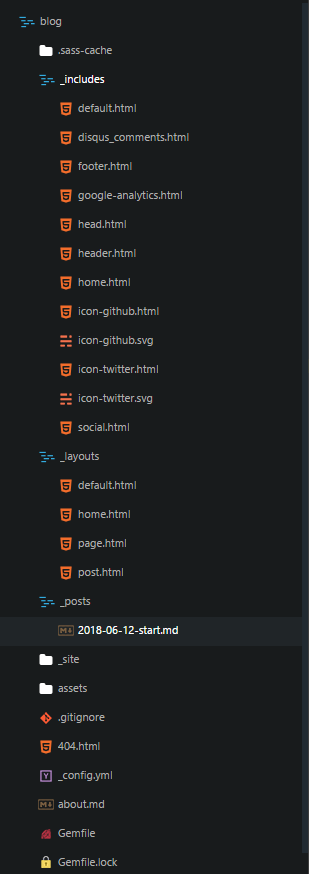 blog
.sass-cache
_includes
default.html
disqus_comments.html
footer.html
google-analytics.html
head.html
header.html
home.html
icon-github.html
icon-github.svg
icon-twitter.html
icon-twitter.svg
social.html
_layouts
default.html
home.html
page.html
post.html
_posts
2018-06-12-start.md
_site
assets
.gitignore
404.html
_config.yml
about.md
Gemfile
Gemfile.lock